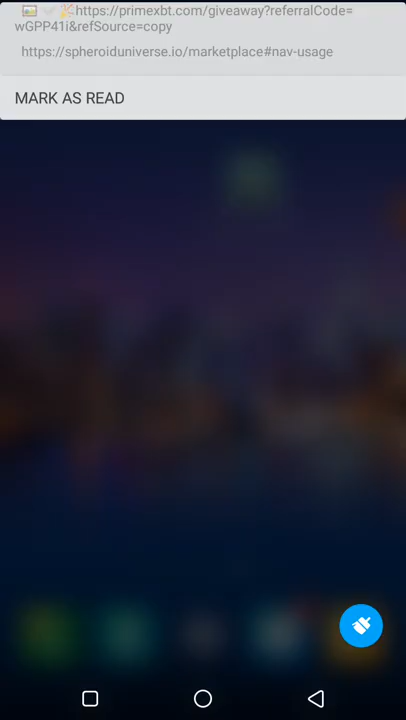 https://primexbt.com/giveaway?referralCode=
wGPP41i&refSource=copy
https://spheroiduniverse.io/marketplace#nav-usage
MARK AS READ